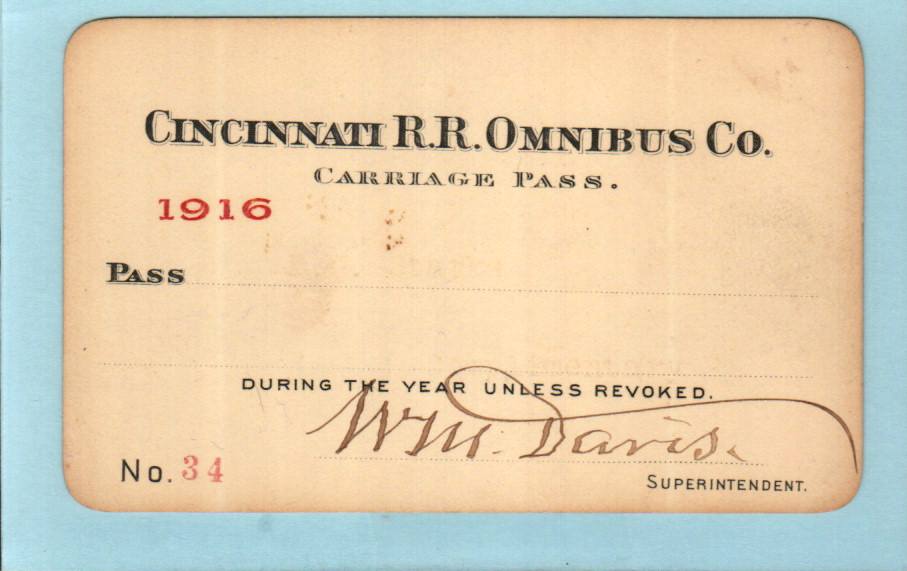 CINCINNATI R.R. OMNIBUS CO.
CARRIAGE PASS.
1916
PASS
DURING THE YEAR UNLESS REVOKED.
Wm. Davis.
No. 34
SUPERINTENDENT.